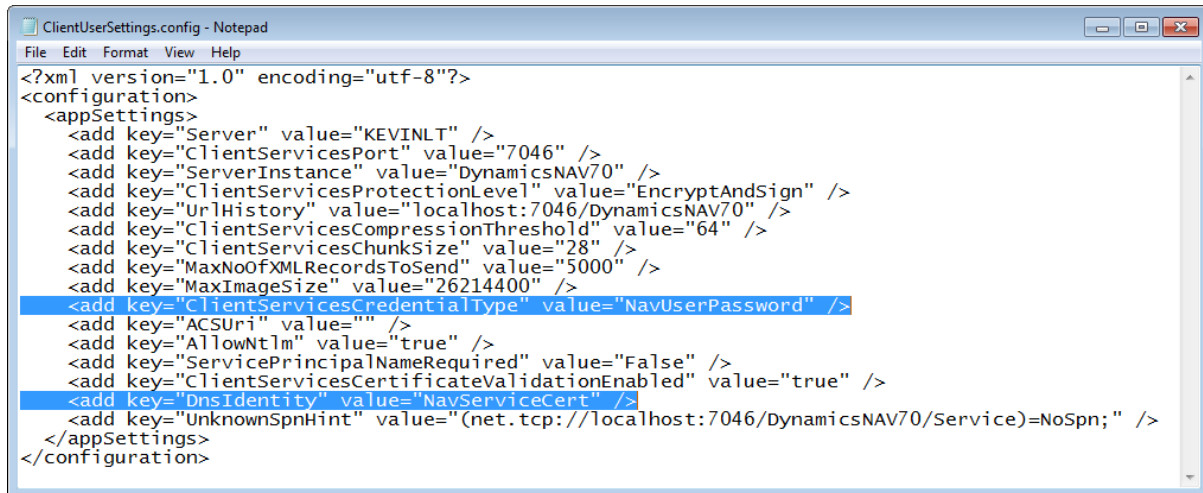 ClientUserSettings.config - Notepad
File Edit Format View Help
<?xml version="1.0" encoding="utf-8"?>
<configuration>
  <appSettings>
    <add key="Server" value="KEVINLT" />
    <add key="ClientServicesPort" value="7046" />
    <add key="ServerInstance" value="DynamicsNAV70" />
    <add key="ClientServicesProtectionLevel" value="EncryptAndSign" />
    <add key="UrlHistory" value="localhost:7046/DynamicsNAV70" />
    <add key="ClientServicesCompressionThreshold" value="64" />
    <add key="ClientServicesChunkSize" value="28" />
    <add key="MaxNoOfXMLRecordsToSend" value="5000" />
    <add key="MaxImageSize" value="26214400" />
    <add key="ClientServicesCredentialType" value="NavUserPassword" />
    <add key="ACSUri" value="" />
    <add key="AllowNtlm" value="true" />
    <add key="ServicePrincipalNameRequired" value="False" />
    <add key="ClientServicesCertificateValidationEnabled" value="true" />
    <add key="DnsIdentity" value="NavServiceCert" />
    <add key="UnknownSpnHint" value="(net.tcp://localhost:7046/DynamicsNAV70/Service)=NoSpn;" />
  </appSettings>
</configuration>